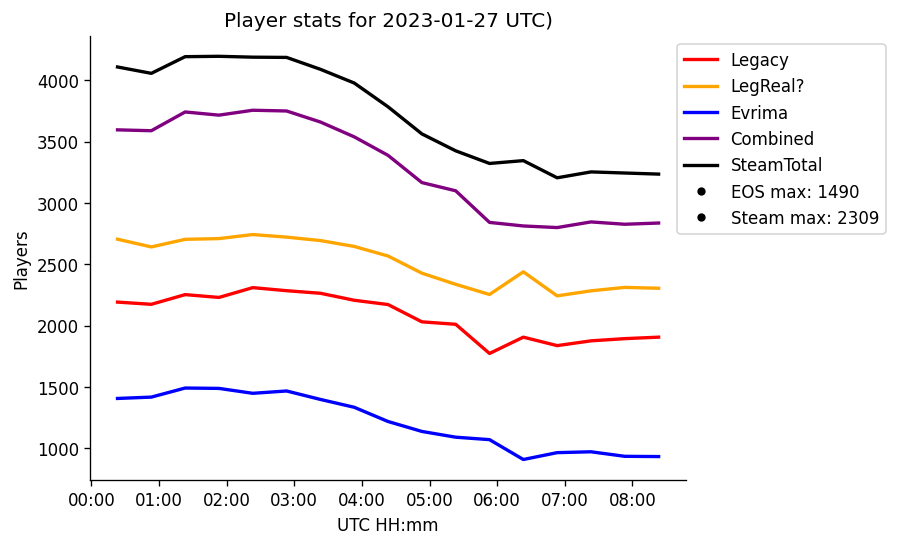 Player stats for 2023-01-27 UTC)
Legacy
LegReal?
Evrima
Combined
SteamTotal
EOS max: 1490
Steam max: 2309
Players
4000
3500
3000
2500
2000
1500
1000
00:00 01:00 02:00 03:00 04:00 05:00 06:00 07:00 08:00
UTC HH:mm